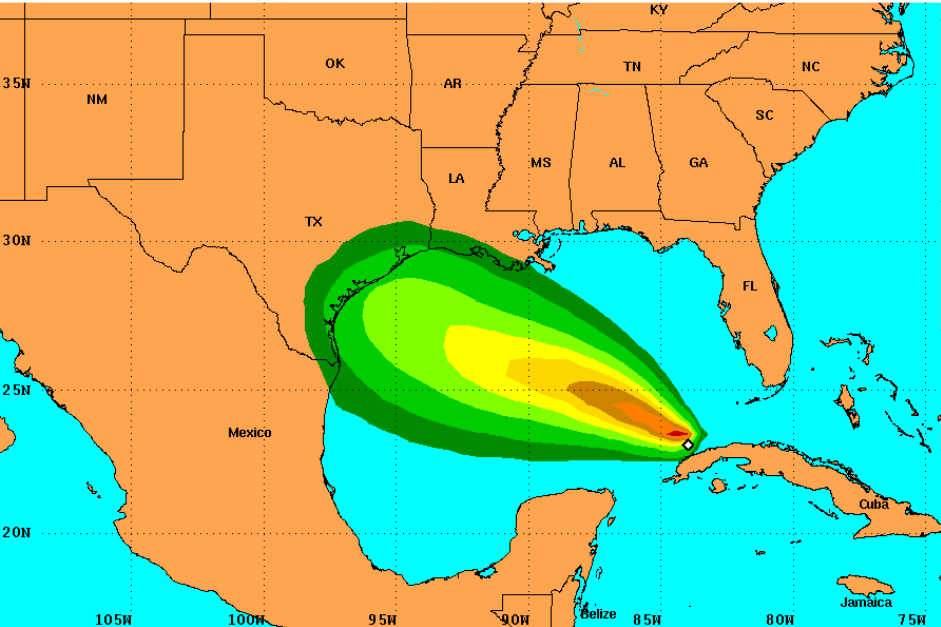 KY
OK
TN
NC
35N
NM
AR
SC
MS
AL
GA
LA
TX
30N
FL
25N
Mexico
Cuba
20N
Jamaica
Belize
105W
100W
95W
90W
85W
80W
75W